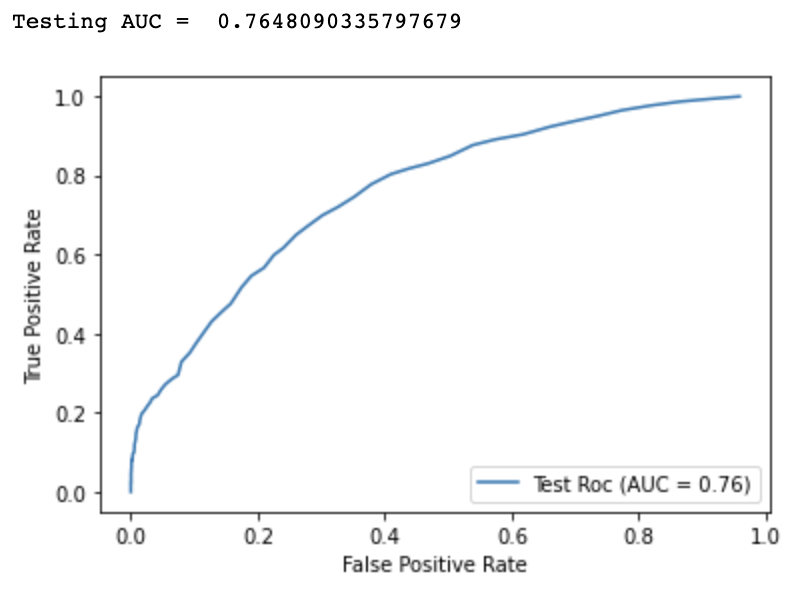 Testing AUC =  0.7648090335797679
1.0
0.8
0.6
0.4
0.2
0.0
True Positive Rate
Test Roc (AUC = 0.76)
0.0 0.2 0.4 0.6 0.8 1.0
False Positive Rate